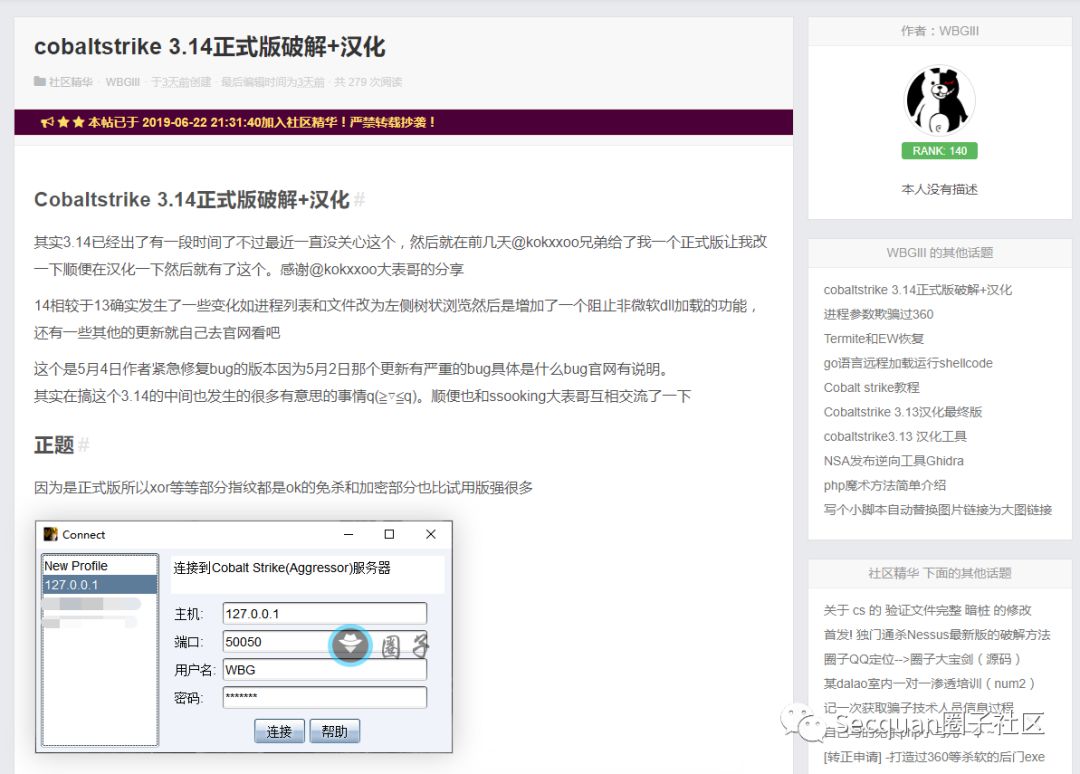 cobaltstrike 3.14正式版破解+汉化
社区精华 · WBGIII · 于3天前创建 · 最后编辑时间为3天前 · 共 279 次阅读
本帖已于 2019-06-22 21:31:40加入社区精华！严禁转载抄袭！
Cobaltstrike 3.14正式版破解+汉化#
其实3.14已经出了有一段时间了不过最近一直没关心这个，然后就在前几天@kokxxoo兄弟给了我一个正式版让我改
一下顺便在汉化一下然后就有了这个。感谢@kokxxoo大表哥的分享
14相较于13确实发生了一些变化如进程列表和文件改为左侧树状浏览然后是增加了一个阻止非微软dll加载的功能，
还有一些其他的更新就自己去官网看吧
这个是5月4日作者紧急修复bug的版本因为5月2日那个更新有严重的bug具体是什么bug官网有说明。
其实在搞这个3.14的中间也发生的很多有意思的事情q(≧▽≦q)。顺便也和ssooking大表哥互相交流了一下
正题#
因为是正式版所以xor等等部分指纹都是ok的免杀和加密部分也比试用版强很多
Connect
New Profile
127.0.0.1
连接到Cobalt Strike(Aggressor)服务器
主机: 127.0.0.1
端口: 50050
圈子
用户名: WBG
密码: *******
连接 帮助
作者：WBGIII
RANK: 140
本人没有描述
WBGIII 的其他话题
cobaltstrike 3.14正式版破解+汉化
进程参数欺骗过360
Termite和EW恢复
go语言远程加载运行shellcode
Cobalt strike教程
Cobaltstrike 3.13汉化最终版
cobaltstrike3.13 汉化工具
NSA发布逆向工具Ghidra
php魔术方法简单介绍
写个小脚本自动替换图片链接为大图链接
社区精华 下面的其他话题
关于 cs 的 验证文件完整 暗桩 的修改
首发! 独门通杀Nessus最新版的破解方法
圈子QQ定位-->圈子大宝剑（源码）
某dalao室内一对一渗透培训（num2）
记一次获取骗子技术人员信息过程
Secquan圈子社区
[转正申请] -打造过360等杀软的后门exe